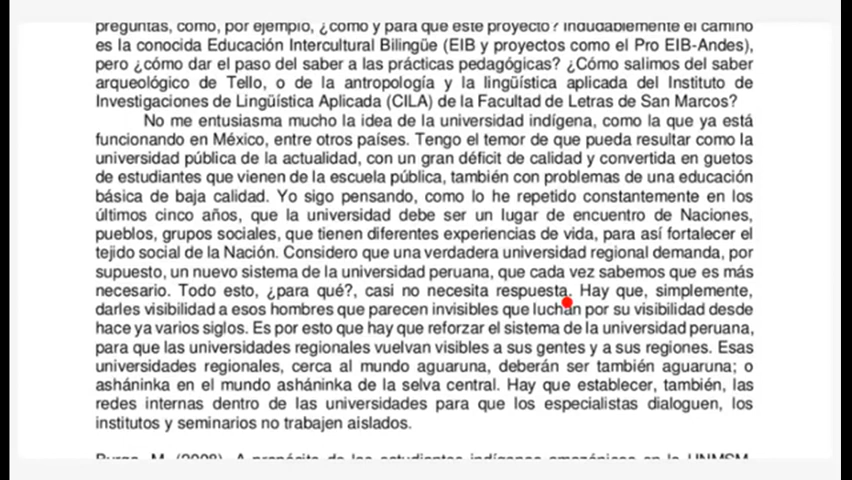 preguntas, como, por ejemplo, ¿cómo y para qué este proyecto? Indudablemente el camino
es la conocida Educación Intercultural Bilingüe (EIB y proyectos como el Pro EIB-Andes),
pero ¿cómo dar el paso del saber a las prácticas pedagógicas? ¿Cómo salimos del saber
arqueológico de Tello, o de la antropología y la lingüística aplicada del Instituto de
Investigaciones de Lingüística Aplicada (CILA) de la Facultad de Letras de San Marcos?
No me entusiasma mucho la idea de la universidad indígena, como la que ya está
funcionando en México, entre otros países. Tengo el temor de que pueda resultar como la
universidad pública de la actualidad, con un gran déficit de calidad y convertida en guetos
de estudiantes que vienen de la escuela pública, también con problemas de una educación
básica de baja calidad. Yo sigo pensando, como lo he repetido constantemente en los
últimos cinco años, que la universidad debe ser un lugar de encuentro de Naciones,
pueblos, grupos sociales, que tienen diferentes experiencias de vida, para así fortalecer el
tejido social de la Nación. Considero que una verdadera universidad regional demanda, por
supuesto, un nuevo sistema de la universidad peruana, que cada vez sabemos que es más
necesario. Todo esto, ¿para qué?, casi no necesita respuesta. Hay que, simplemente,
darles visibilidad a esos hombres que parecen invisibles que luchan por su visibilidad desde
hace ya varios siglos. Es por esto que hay que reforzar el sistema de la universidad peruana,
para que las universidades regionales vuelvan visibles a sus gentes y a sus regiones. Esas
universidades regionales, cerca al mundo aguaruna, deberán ser también aguaruna; o
asháninka en el mundo asháninka de la selva central. Hay que establecer, también, las
redes internas dentro de las universidades para que los especialistas dialoguen, los
institutos y seminarios no trabajen aislados.
Burga, M. (2008). A propósito de los estudiantes indígenas amazónicos en la UNMSM.